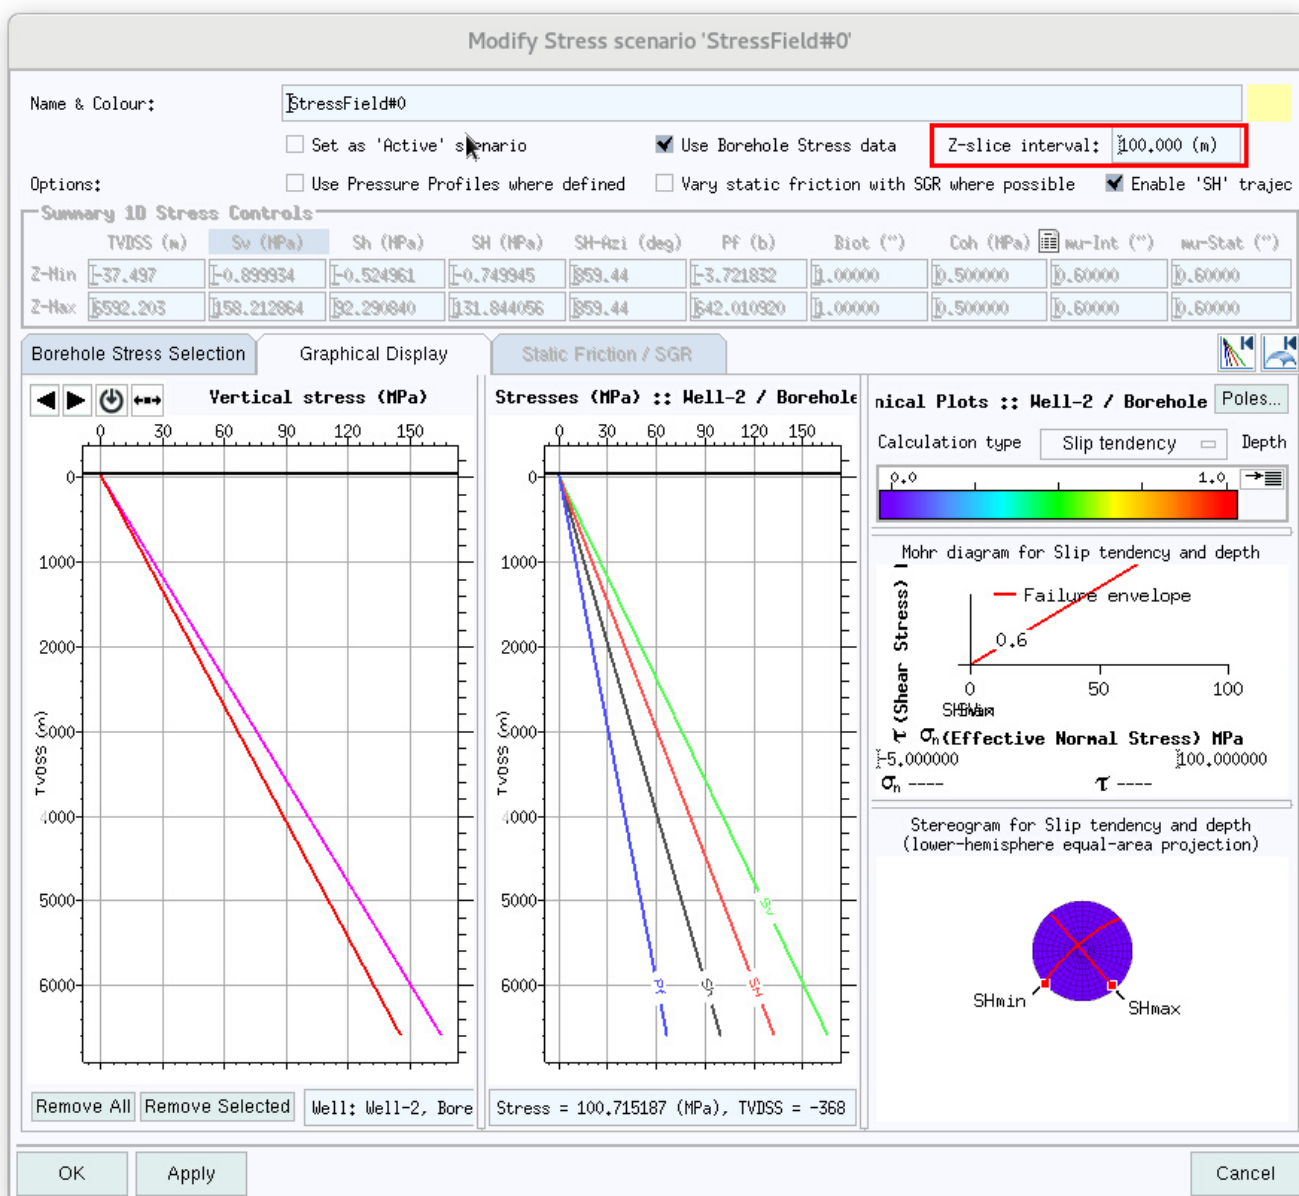 Modify Stress scenario 'StressField#0'
Name & Colour: StressField#0
Set as 'Active' scenario Use Borehole Stress data Z-slice interval: 100.000 (m)
Options: Use Pressure Profiles where defined Vary static friction with SGR where possible Enable 'SH' trajec
Summary 1D Stress Controls
TVDSS (m) Sv (MPa) Sh (MPa) SH (MPa) SH-Azi (deg) Pf (b) Biot (") Coh (MPa) mu-Int (") mu-Stat (")
Z-Min -37.497 -0.899934 -0.524961 -0.749945 359.44 -3.721832 1.00000 0.500000 0.60000 0.60000
Z-Max 6592.203 158.212864 92.290840 131.844056 359.44 642.010920 1.00000 0.500000 0.60000 0.60000
Borehole Stress Selection Graphical Display Static Friction / SGR
Vertical stress (MPa) Stresses (MPa) :: Well-2 / Borehole nical Plots :: Well-2 / Borehole Poles...
0 30 60 90 120 150
0 30 60 90 120 150
Calculation type Slip tendency Depth
0.0 1.0
0
1000
2000
3000
4000
5000
6000
TVDSS (m)
0
1000
2000
3000
4000
5000
6000
TVDSS (m)
Pf Sh SH Sv
Mohr diagram for Slip tendency and depth
τ (Shear Stress)
Failure envelope
0.6
0 50 100
σn(Effective Normal Stress) MPa
-5.000000 100.000000
σn ---- τ ----
Stereogram for Slip tendency and depth
(lower-hemisphere equal-area projection)
SHmin SHmax
Remove All Remove Selected Well: Well-2, Bore Stress = 100.715187 (MPa), TVDSS = -368
OK Apply Cancel